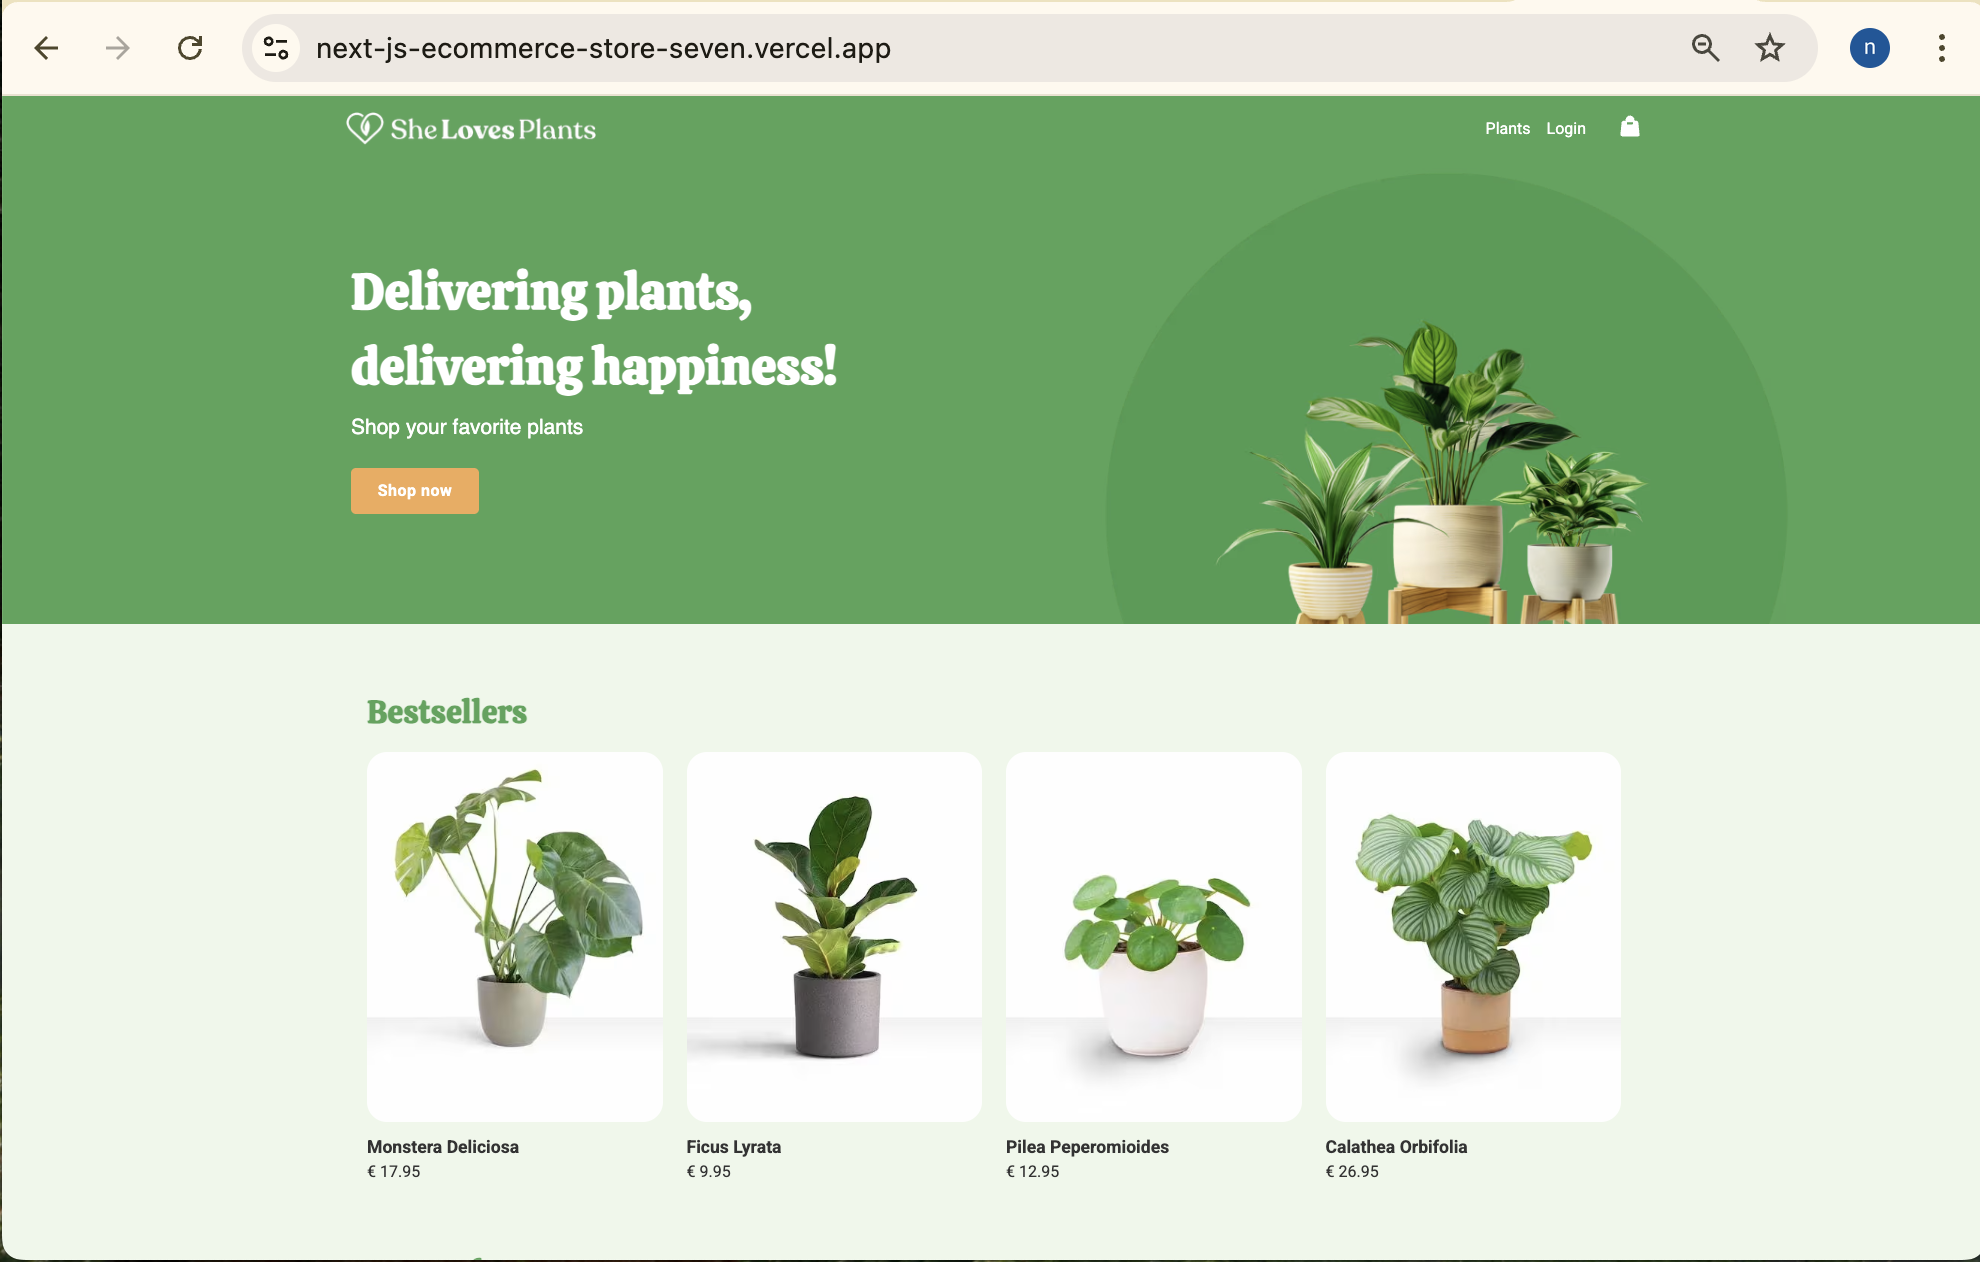 next-js-ecommerce-store-seven.vercel.app
n
She Loves Plants
Plants Login
Delivering plants,
delivering happiness!
Shop your favorite plants
Shop now
Bestsellers
Monstera Deliciosa
€ 17.95
Ficus Lyrata
€ 9.95
Pilea Peperomioides
€ 12.95
Calathea Orbifolia
€ 26.95